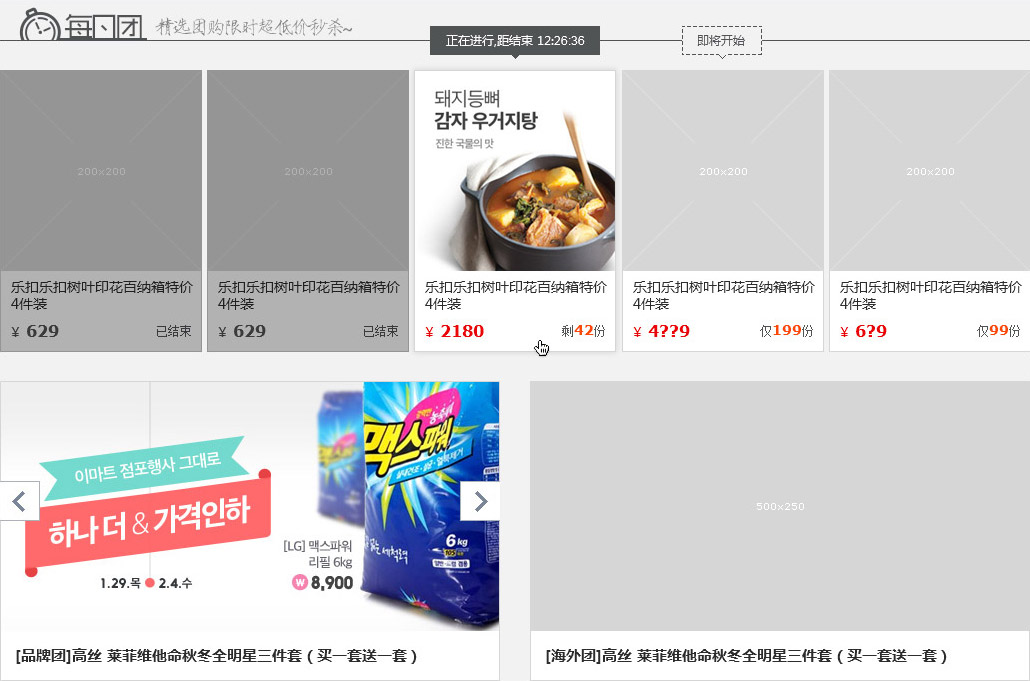 每日团
精选团购限时超低价秒杀~
正在进行,距结束 12:26:36
即将开始
200x200
200x200
돼지등뼈
감자 우거지탕
진한 국물의 맛
200x200
200x200
乐扣乐扣树叶印花百纳箱特价
4件装
¥ 629
已结束
乐扣乐扣树叶印花百纳箱特价
4件装
¥ 629
已结束
乐扣乐扣树叶印花百纳箱特价
4件装
¥ 2180
剩42份
乐扣乐扣树叶印花百纳箱特价
4件装
¥ 4??9
仅199份
乐扣乐扣树叶印花百纳箱特价
4件装
¥ 6?9
仅99份
이마트 점포행사 그대로
하나 더 & 가격인하
1.29.목 2.4.수
[LG] 맥스파워
리필 6kg
W 8,900
맥스파워
6kg
500x250
[品牌团]高丝 莱菲维他命秋冬全明星三件套（买一套送一套）
[海外团]高丝 莱菲维他命秋冬全明星三件套（买一套送一套）